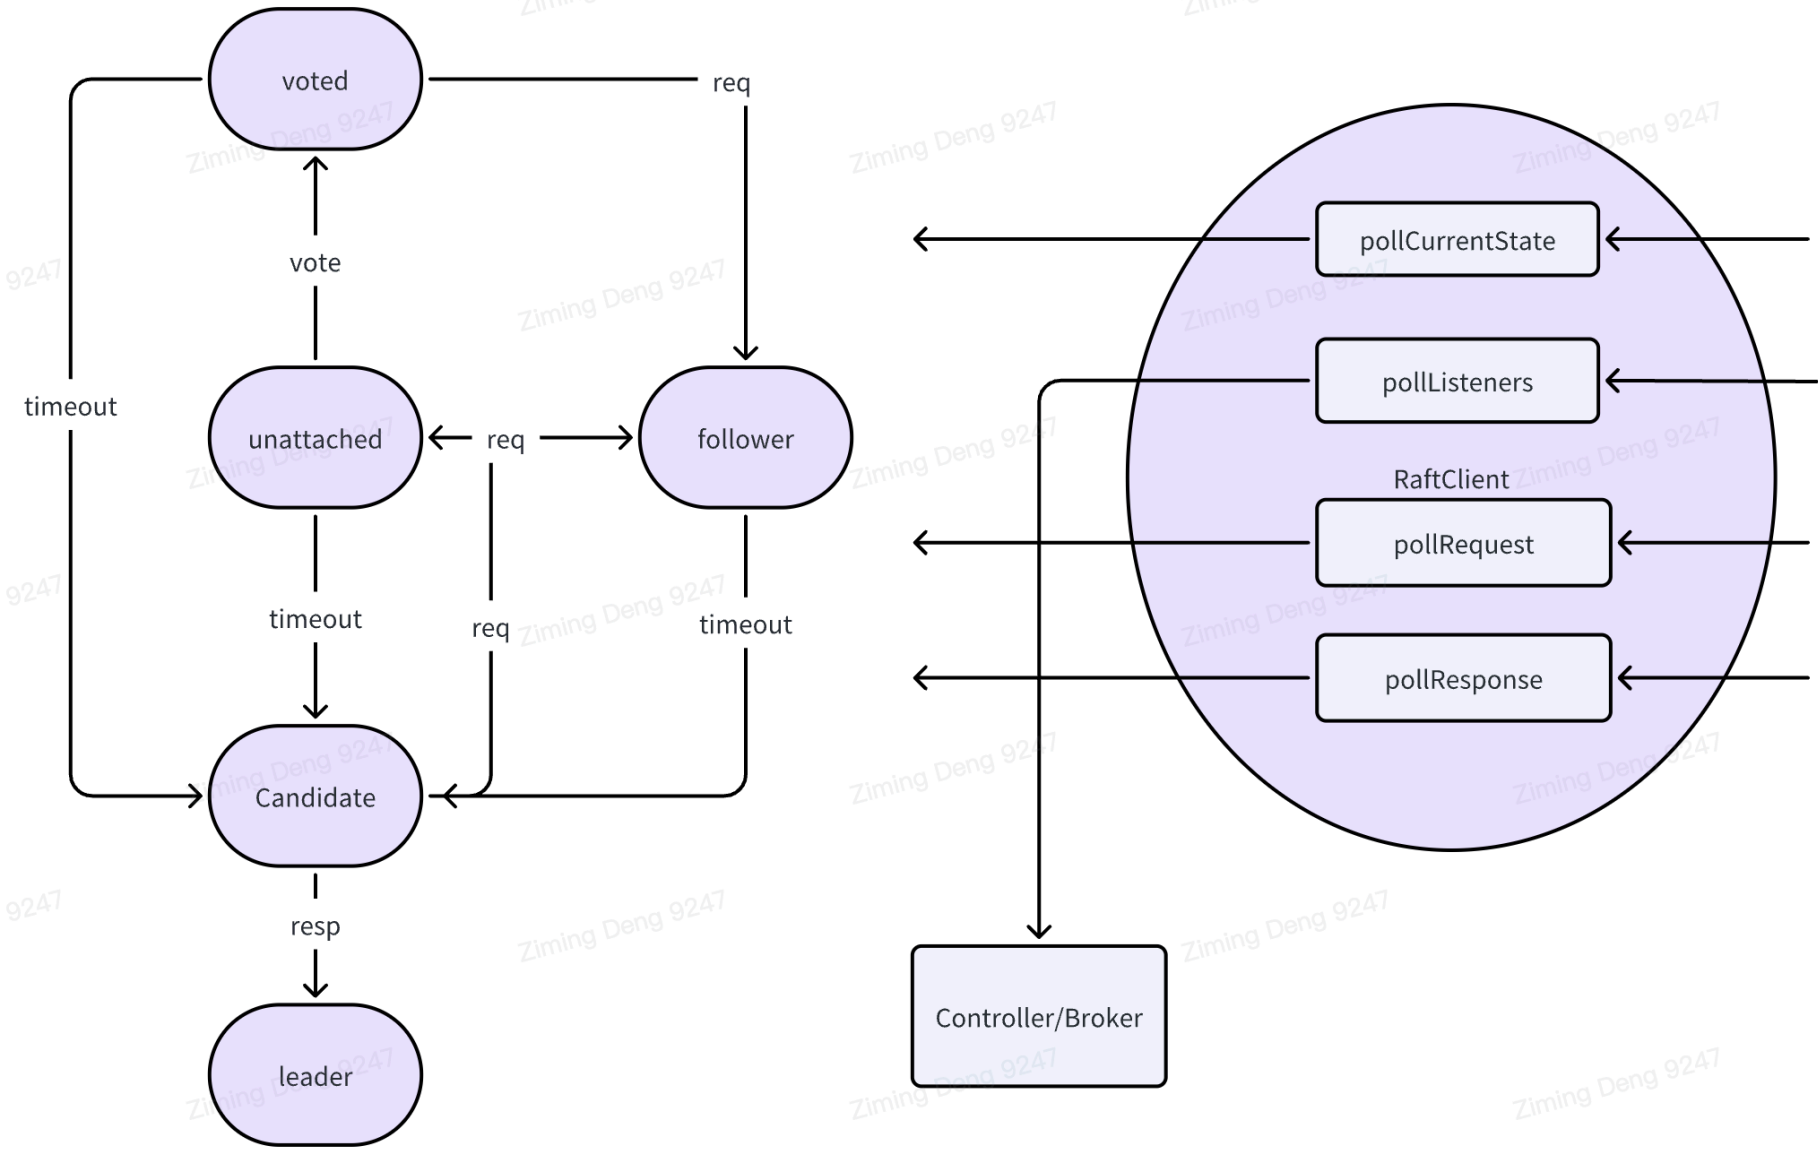 voted
req
vote
timeout
unattached
req
follower
timeout
req
timeout
Candidate
resp
leader
pollCurrentState
pollListeners
RaftClient
pollRequest
pollResponse
Controller/Broker
Ziming Deng 9247